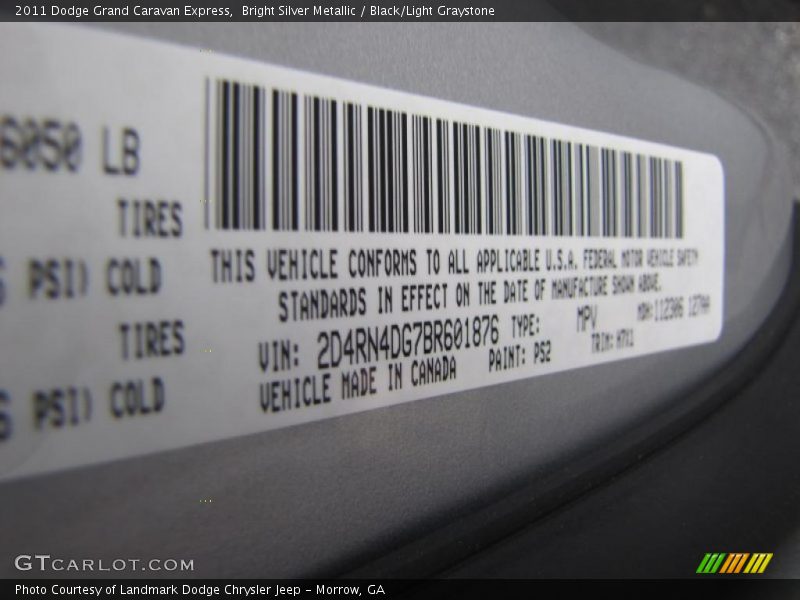 2011 Dodge Grand Caravan Express,  Bright Silver Metallic / Black/Light Graystone
6050 LB
TIRES
PSI) COLD
TIRES
PSI) COLD
THIS VEHICLE CONFORMS TO ALL APPLICABLE U.S.A. FEDERAL MOTOR VEHICLE SAFETY
STANDARDS IN EFFECT ON THE DATE OF MANUFACTURE SHOWN ABOVE.
VIN: 2D4RN4DG7BR601876 TYPE: MPV
VEHICLE MADE IN CANADA PAINT: PS2 TRIM:
GTCARLOT.COM
Photo Courtesy of Landmark Dodge Chrysler Jeep - Morrow, GA